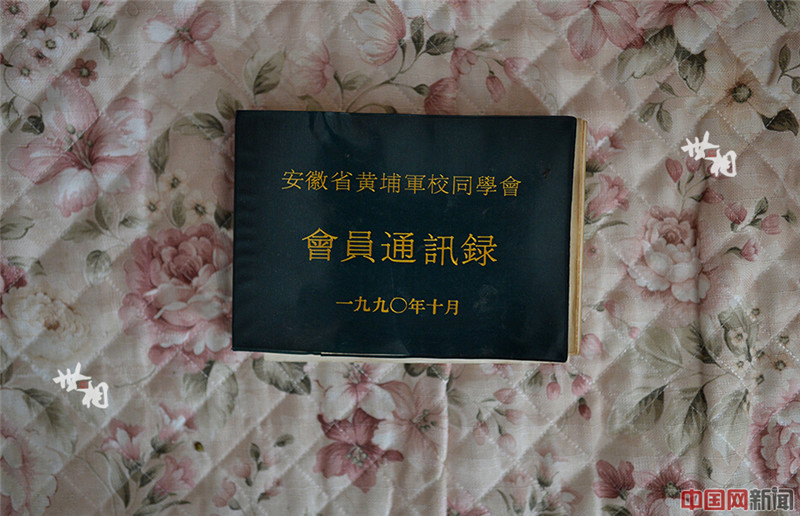 安徽省黄埔軍校同學會
會員通訊録
一九九〇年十月
世相
世相
中国网新闻